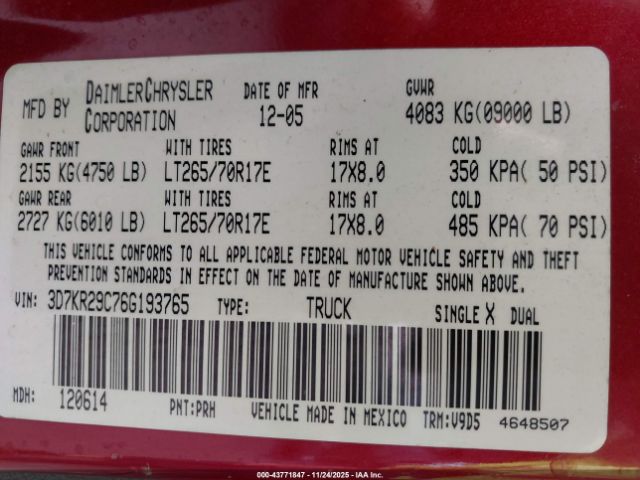 MFD BY DAIMLERCHRYSLER CORPORATION DATE OF MFR 12-05 GVWR 4083 KG(09000 LB)
GAWR FRONT WITH TIRES RIMS AT COLD
2155 KG(4750 LB) LT265/70R17E 17X8.0 350 KPA( 50 PSI)
GAWR REAR WITH TIRES RIMS AT COLD
2727 KG(6010 LB) LT265/70R17E 17X8.0 485 KPA( 70 PSI)
THIS VEHICLE CONFORMS TO ALL APPLICABLE FEDERAL MOTOR VEHICLE SAFETY AND THEFT
PREVENTION STANDARDS IN EFFECT ON THE DATE OF MANUFACTURE SHOWN ABOVE.
VIN: 3D7KR29C76G193765 TYPE: TRUCK SINGLE X DUAL
MDH: 120614 PNT:PRH VEHICLE MADE IN MEXICO TRM:V9D5 4648507
000-43771847 - 11/24/2025 - IAA Inc.